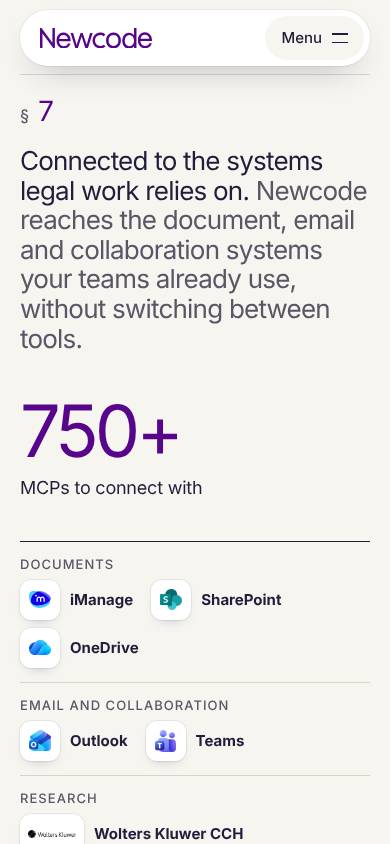 Newcode
Menu
§ 7
Connected to the systems
legal work relies on. Newcode
reaches the document, email
and collaboration systems
your teams already use,
without switching between
tools.
750+
MCPs to connect with
DOCUMENTS
iManage SharePoint
OneDrive
EMAIL AND COLLABORATION
Outlook Teams
RESEARCH
Wolters Kluwer Wolters Kluwer CCH